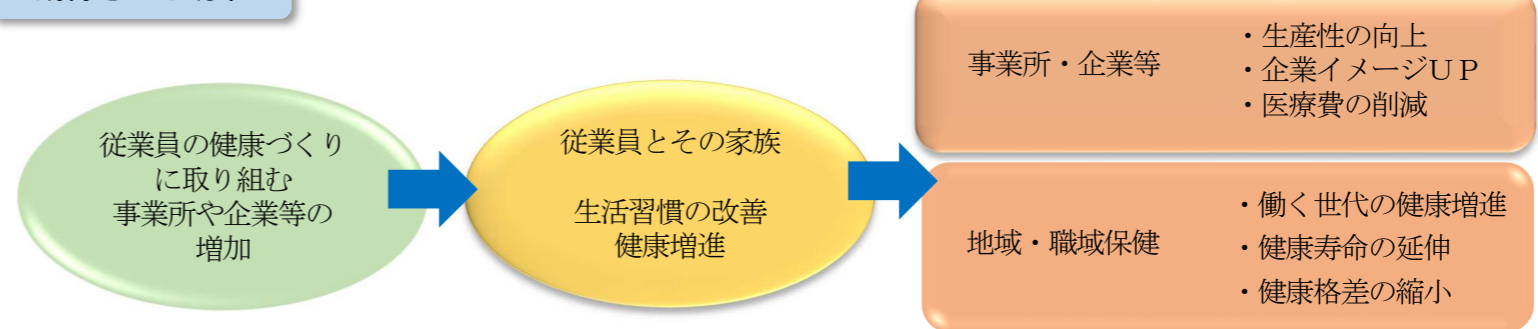 従業員の健康づくり
に取り組む
事業所や企業等の
増加
従業員とその家族
生活習慣の改善
健康増進
事業所・企業等
・生産性の向上
・企業イメージＵＰ
・医療費の削減
地域・職域保健
・働く世代の健康増進
・健康寿命の延伸
・健康格差の縮小